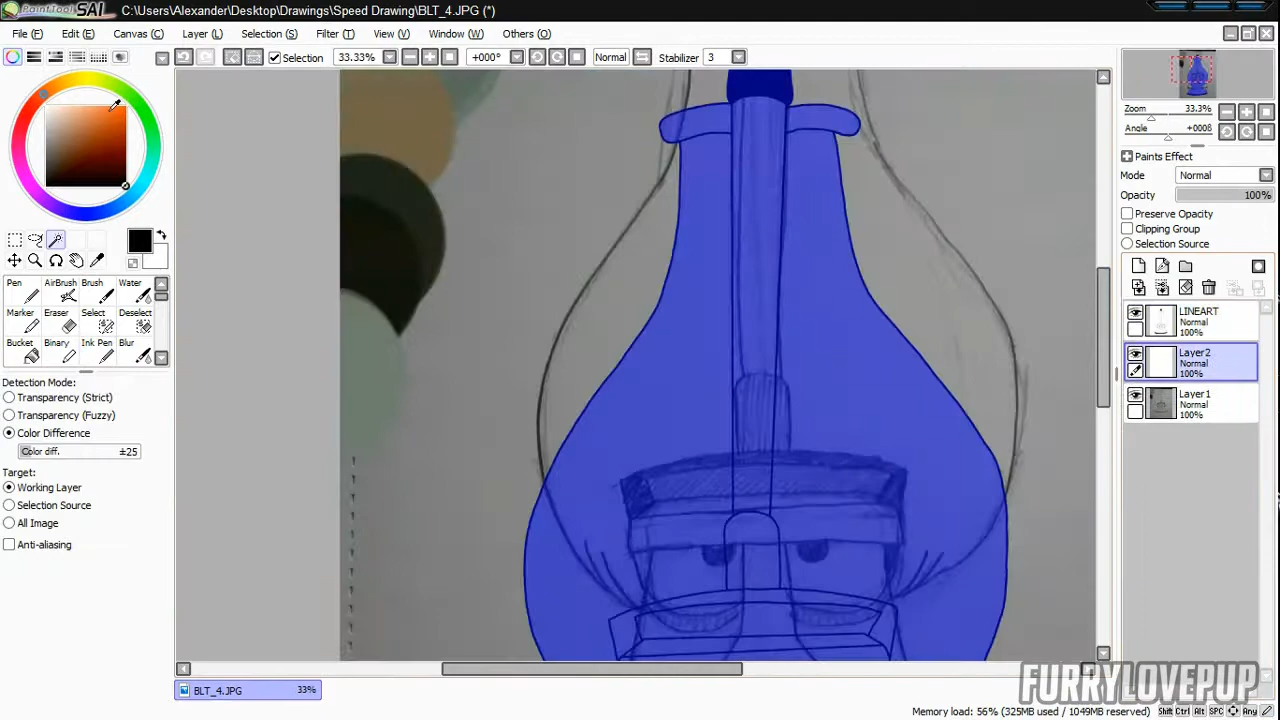 PaintTool SAI C:\Users\Alexander\Desktop\Drawings\Speed Drawing\BLT_4.JPG (*)
File (F) Edit (E) Canvas (C) Layer (L) Selection (S) Filter (T) View (V) Window (W) Others (O)
Selection 33.33% +000° Normal Stabilizer 3
Zoom 33.3%
Angle +000
Paints Effect
Mode Normal
Opacity 100%
Preserve Opacity
Clipping Group
Selection Source
Pen AirBrush Brush Water
Marker Eraser Select Deselect
Bucket Binary Ink Pen Blur
Detection Mode:
Transparency (Strict)
Transparency (Fuzzy)
Color Difference
Color diff. ±25
Target:
Working Layer
Selection Source
All Image
Anti-aliasing
LINEART
Normal
100%
Layer2
Normal
100%
Layer1
Normal
100%
BLT_4.JPG 33%
FURRYLOVEPUP
Memory load: 56% (325MB used / 1049MB reserved) Shift Ctrl Alt SPC Any